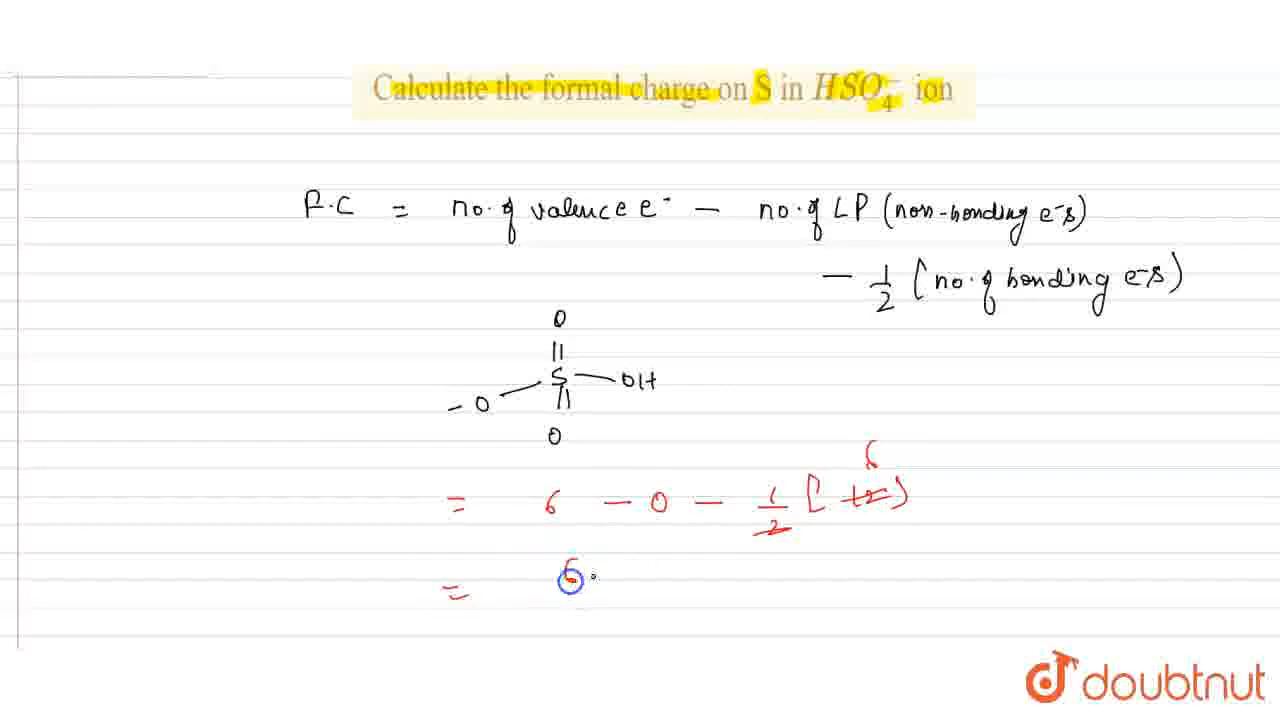 Calculate the formal charge on S in HSO₄⁻ ion
F.C = no. of valence e⁻ - no. of LP (non-bonding e⁻s)
- 1/2 [no. of bonding e⁻s)
O
||
S
OH
- O
||
O
6
= 6 - 0 - 1/2 [12)
= 6
doubtnut